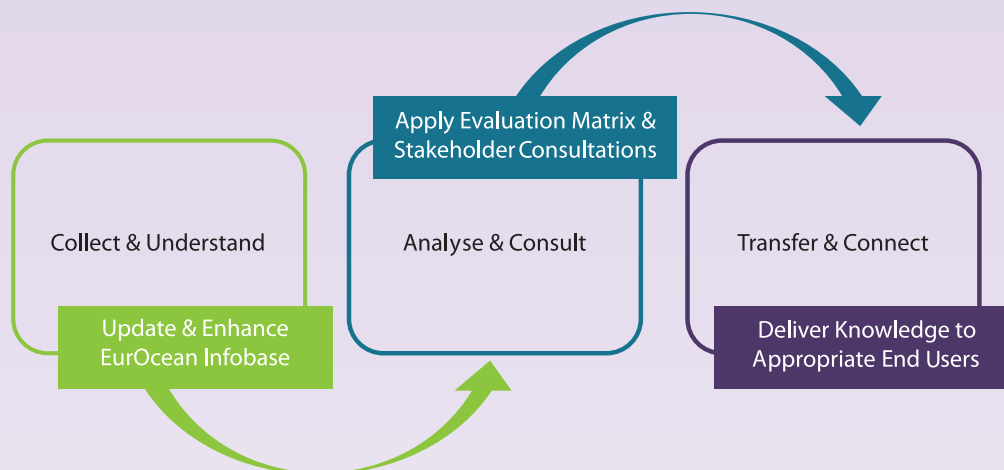 Apply Evaluation Matrix &
Stakeholder Consultations
Collect & Understand
Analyse & Consult
Transfer & Connect
Update & Enhance
EurOcean Infobase
Deliver Knowledge to
Appropriate End Users